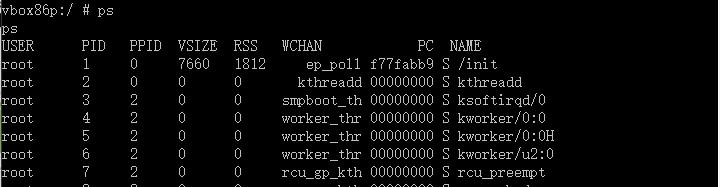 vbox86p:/ # ps
ps
USER PID PPID VSIZE RSS WCHAN PC NAME
root 1 0 7660 1812 ep_poll f77fabb9 S /init
root 2 0 0 0 kthreadd 00000000 S kthreadd
root 3 2 0 0 smpboot_th 00000000 S ksoftirqd/0
root 4 2 0 0 worker_thr 00000000 S kworker/0:0
root 5 2 0 0 worker_thr 00000000 S kworker/0:0H
root 6 2 0 0 worker_thr 00000000 S kworker/u2:0
root 7 2 0 0 rcu_gp_kth 00000000 S rcu_preempt